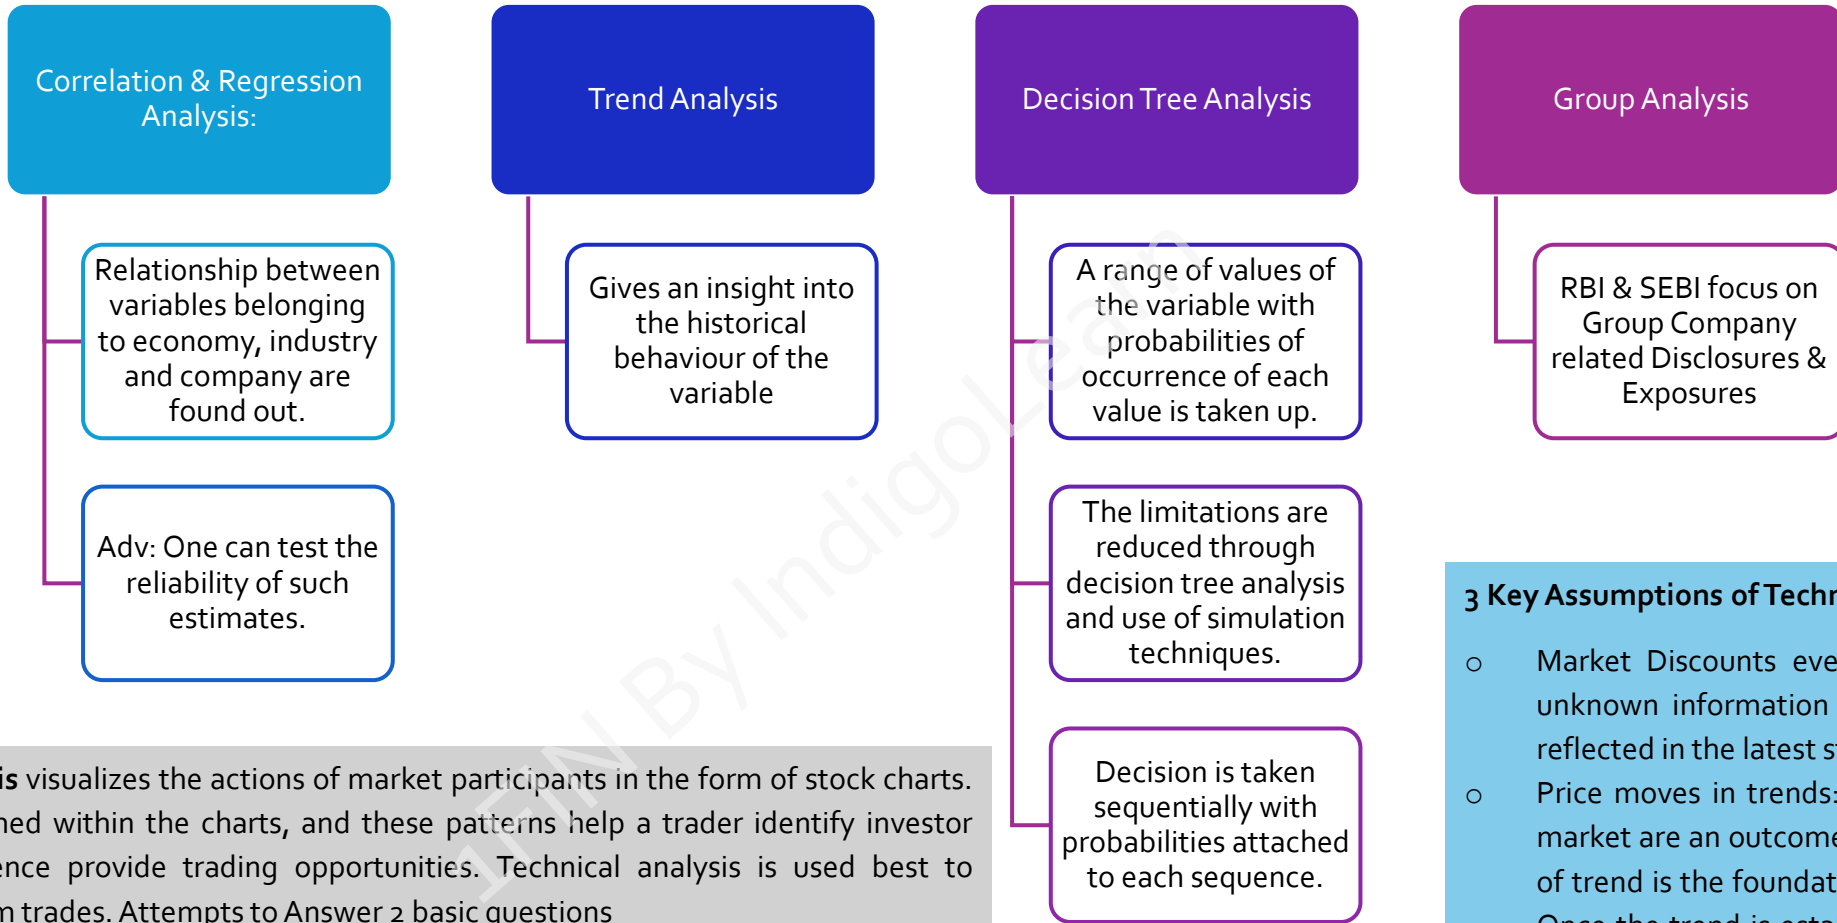 Correlation & Regression
Analysis:
Relationship between
variables belonging
to economy, industry
and company are
found out.
Adv: One can test the
reliability of such
estimates.
Trend Analysis
Gives an insight into
the historical
behaviour of the
variable
Decision Tree Analysis
A range of values of
the variable with
probabilities of
occurrence of each
value is taken up.
The limitations are
reduced through
decision tree analysis
and use of simulation
techniques.
Decision is taken
sequentially with
probabilities attached
to each sequence.
Group Analysis
RBI & SEBI focus on
Group Company
related Disclosures &
Exposures
visualizes the actions of market participants in the form of stock charts.
within the charts, and these patterns help a trader identify investor
provide trading opportunities. Technical analysis is used best to
trades. Attempts to Answer 2 basic questions
3 Key Assumptions of
o Market Discounts
unknown information
reflected in the latest
o Price moves in trends:
market are an outcome
of trend is the
Once the trend is
1FIN By IndigoLearn